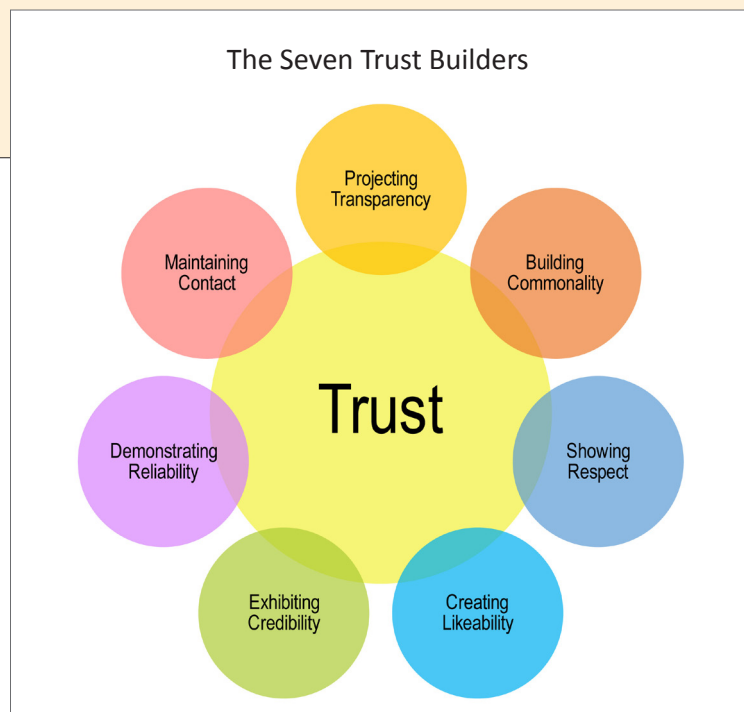 The Seven Trust Builders
Projecting
Transparency
Building
Commonality
Showing
Respect
Creating
Likeability
Exhibiting
Credibility
Demonstrating
Reliability
Maintaining
Contact
Trust